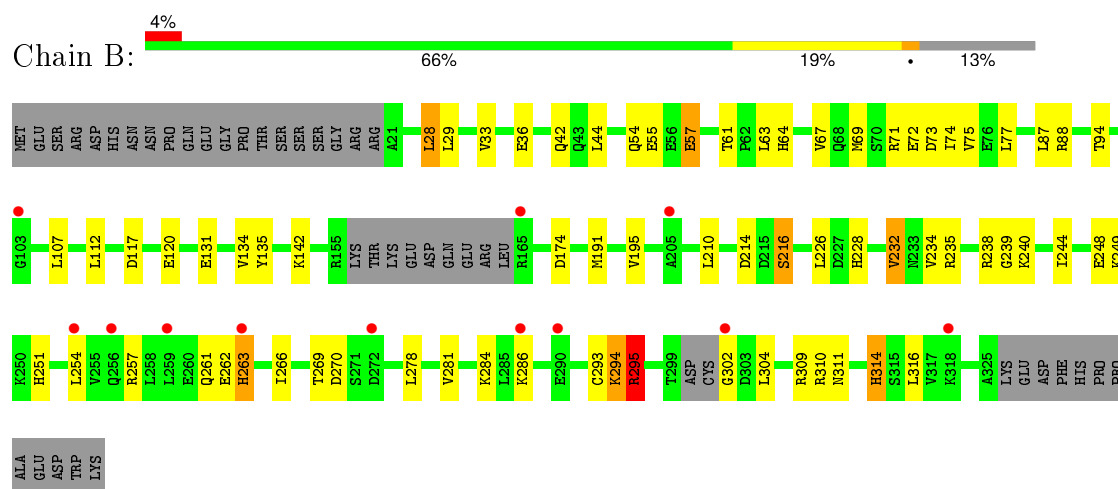 4%
Chain B:
66% 19% • 13%
MET GLU SER ARG ASP HIS ASN ASN PRO GLN GLU GLY PRO THR SER SER SER GLY ARG ARG A21 L28 L29 V33 E36 Q42 Q43 L44 Q54 E55 E56 E57 T61 P62 L63 H64 V67 Q68 M69 S70 R71 E72 D73 I74 V75 E76 L77 L87 R88 T94
G103 L107 L112 D117 E120 E131 V134 Y135 K142 R155 LYS THR LYS GLU ASP GLN GLU ARG LEU R165 D174 M191 V195 A205 L210 D214 D215 S216 L226 D227 H228 V232 N233 V234 R235 R238 G239 K240 I244 E248 K249
K250 H251 L254 V255 Q256 R257 L258 L259 E260 Q261 E262 H263 I266 T269 D270 S271 D272 L278 V281 K284 L285 K286 E290 C293 K294 R295 T299 ASP CYS G302 D303 L304 R309 R310 N311 H314 S315 L316 V317 K318 A325 LYS GLU ASP PHE HIS PRO PRO
ALA GLU ASP TRP LYS